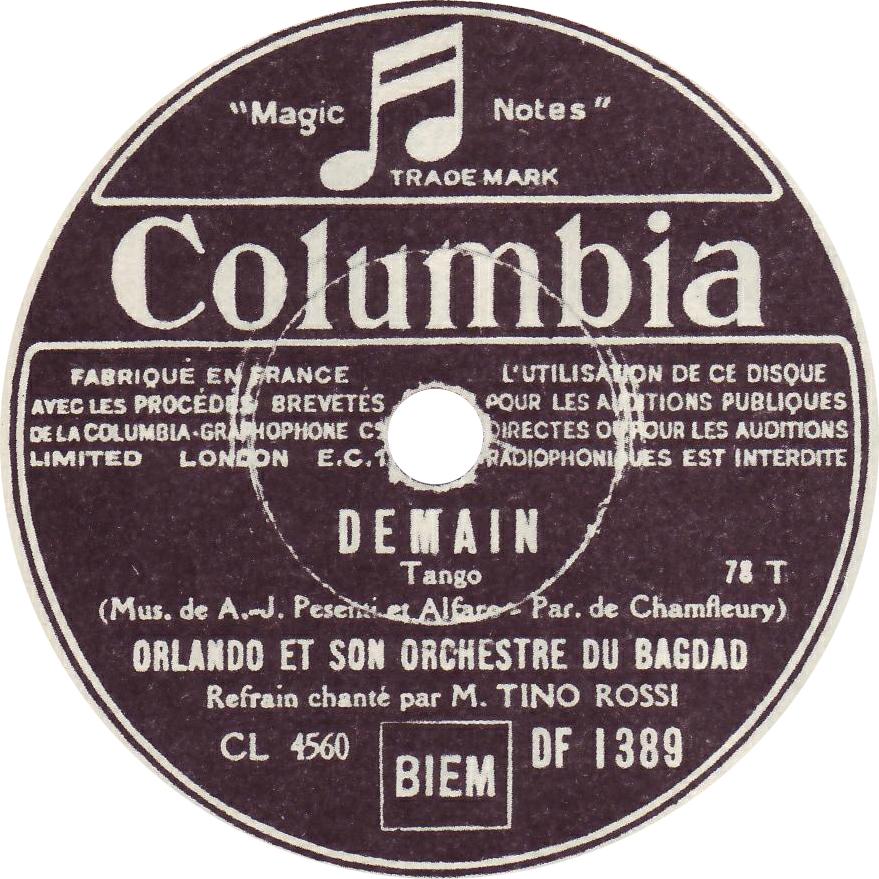 "Magic Notes"
TRADE MARK
Columbia
FABRIQUÉ EN FRANCE
AVEC LES PROCÉDÉS BREVETÉS
DE LA COLUMBIA-GRAPHOPHONE CS
LIMITED LONDON E.C.1
L'UTILISATION DE CE DISQUE
POUR LES AUDITIONS PUBLIQUES
DIRECTES OU POUR LES AUDITIONS
RADIOPHONIQUES EST INTERDITE
DEMAIN
Tango
78 T
(Mus. de A.-J. Pesenti et Alfaro - Par. de Chamfleury)
ORLANDO ET SON ORCHESTRE DU BAGDAD
Refrain chanté par M. TINO ROSSI
CL 4560 BIEM DF 1389